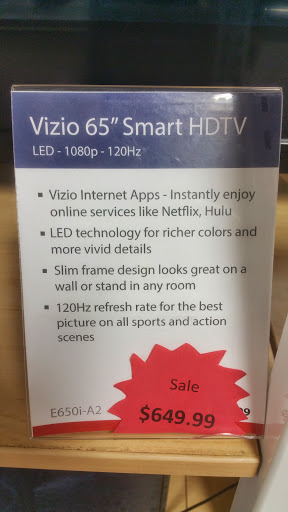 Vizio 65” Smart HDTV
LED - 1080p - 120Hz
▪ Vizio Internet Apps - Instantly enjoy
online services like Netflix, Hulu
▪ LED technology for richer colors and
more vivid details
▪ Slim frame design looks great on a
wall or stand in any room
▪ 120Hz refresh rate for the best
picture on all sports and action
scenes
Sale
$649.99
E650i-A2